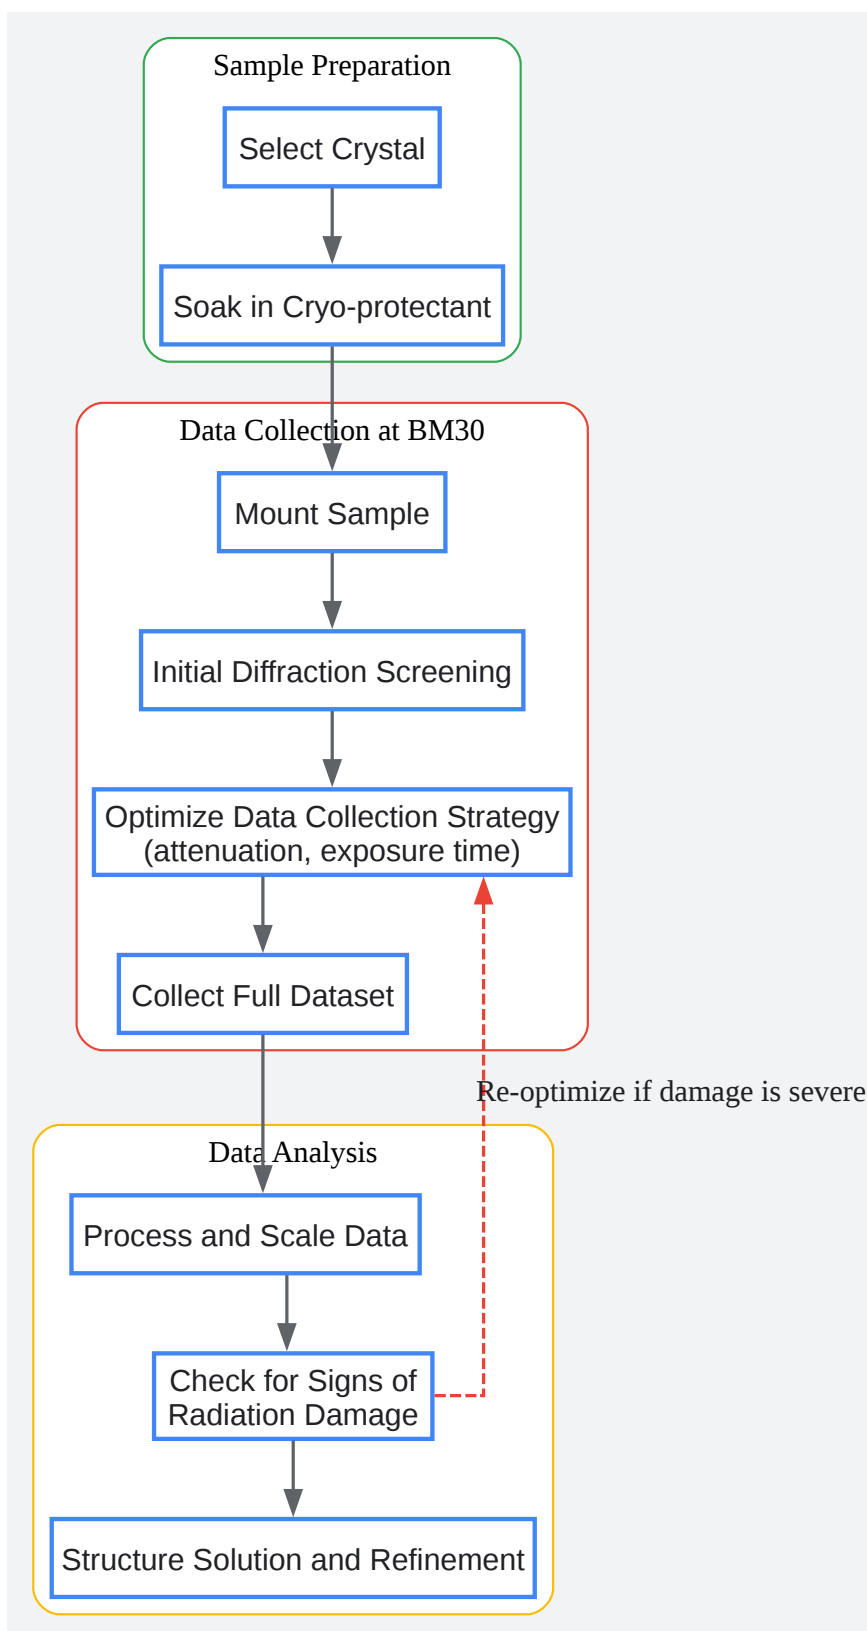 Sample Preparation
Select Crystal
Soak in Cryo-protectant
Data Collection at BM30
Mount Sample
Initial Diffraction Screening
Optimize Data Collection Strategy
(attenuation, exposure time)
Collect Full Dataset
Re-optimize if damage is severe
Data Analysis
Process and Scale Data
Check for Signs of
Radiation Damage
Structure Solution and Refinement